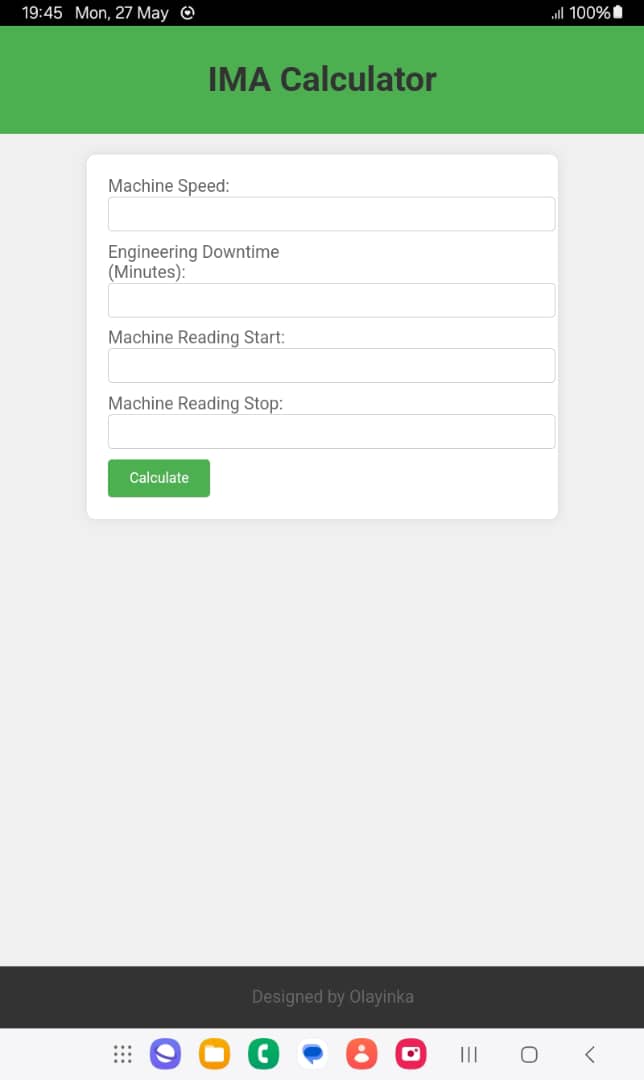 19:45 Mon, 27 May
100%
IMA Calculator
Machine Speed:
Engineering Downtime
(Minutes):
Machine Reading Start:
Machine Reading Stop:
Calculate
Designed by Olayinka